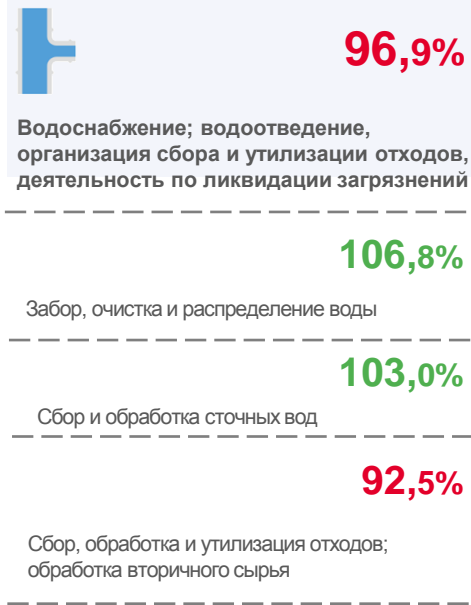 96,9%
Водоснабжение; водоотведение,
организация сбора и утилизации отходов,
деятельность по ликвидации загрязнений
106,8%
Забор, очистка и распределение воды
103,0%
Сбор и обработка сточных вод
92,5%
Сбор, обработка и утилизация отходов;
обработка вторичного сырья